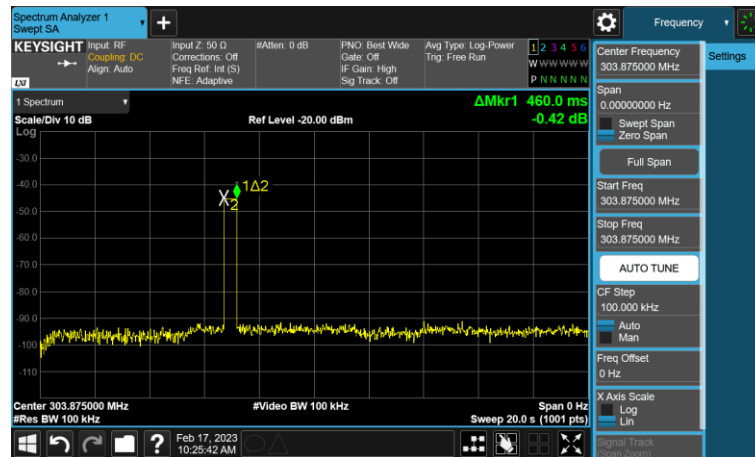 Spectrum Analyzer 1
Swept SA
Frequency
KEYSIGHT
Input: RF
Coupling: DC
Align: Auto
Input Z: 50 Ω
Corrections: Off
Freq Ref: Int (S)
NFE: Adaptive
#Atten: 0 dB
PNO: Best Wide
Gate: Off
IF Gain: High
Sig Track: Off
Avg Type: Log-Power
Trig: Free Run
1 2 3 4 5 6
W W W W W W
P N N N N N
LXI
1 Spectrum
ΔMkr1 460.0 ms
-0.42 dB
Scale/Div 10 dB
Ref Level -20.00 dBm
Log
-30.0
-40.0
-50.0
-60.0
-70.0
-80.0
-90.0
-100
-110
X2
1Δ2
Center 303.875000 MHz
#Res BW 100 kHz
#Video BW 100 kHz
Span 0 Hz
Sweep 20.0 s (1001 pts)
Feb 17, 2023
10:25:42 AM
Center Frequency
303.875000 MHz
Settings
Span
0.00000000 Hz
Swept Span
Zero Span
Full Span
Start Freq
303.875000 MHz
Stop Freq
303.875000 MHz
AUTO TUNE
CF Step
100.000 kHz
Auto
Man
Freq Offset
0 Hz
X Axis Scale
Log
Lin
Signal Track
(Span Zoom)